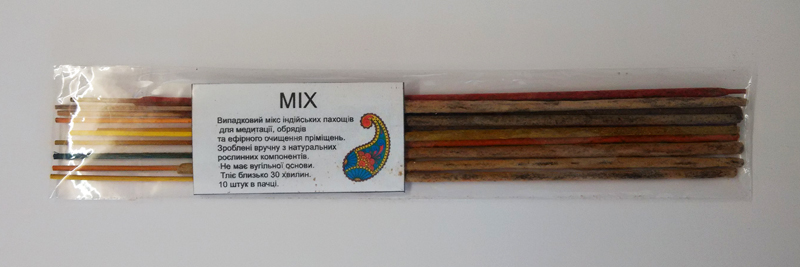 MIX
Випадковий мікс індійських пахощів
для медитації, обрядів
та ефірного очищення приміщень.
Зроблені вручну з натуральних
рослинних компонентів.
Не має вугільної основи.
Тліє близько 30 хвилин.
10 штук в пачці.